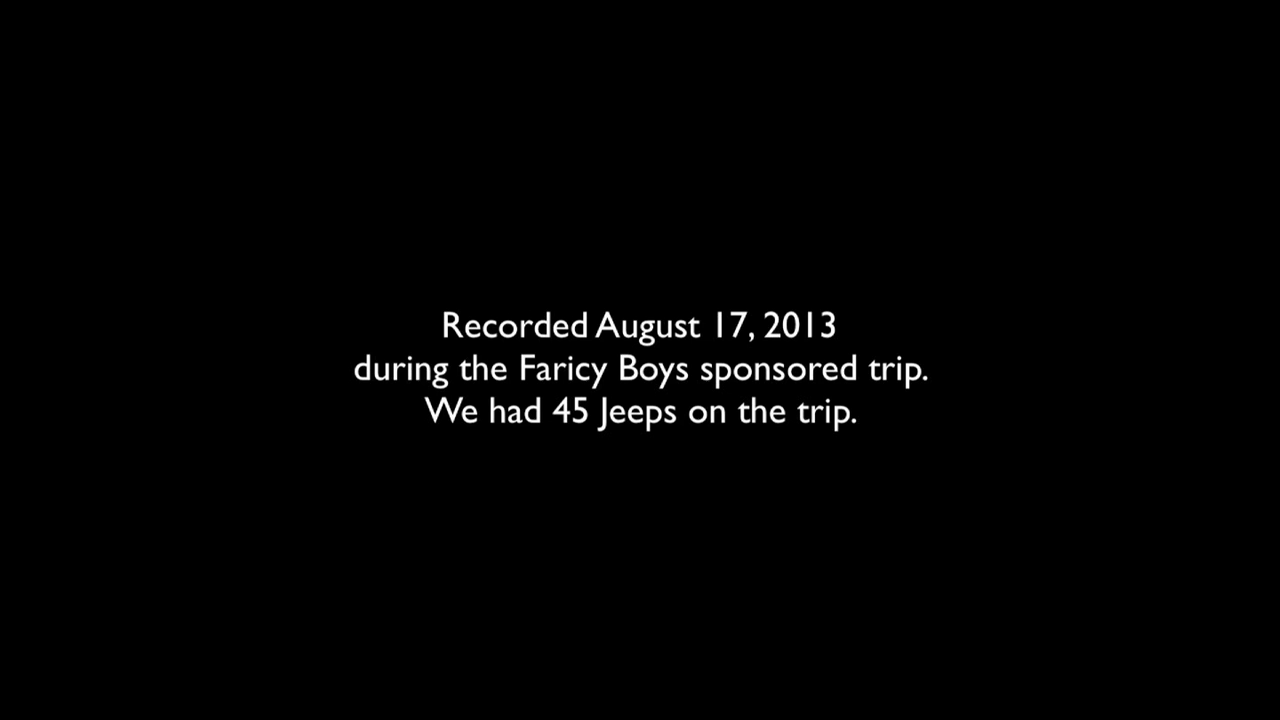 Recorded August 17, 2013
during the Faricy Boys sponsored trip.
We had 45 Jeeps on the trip.